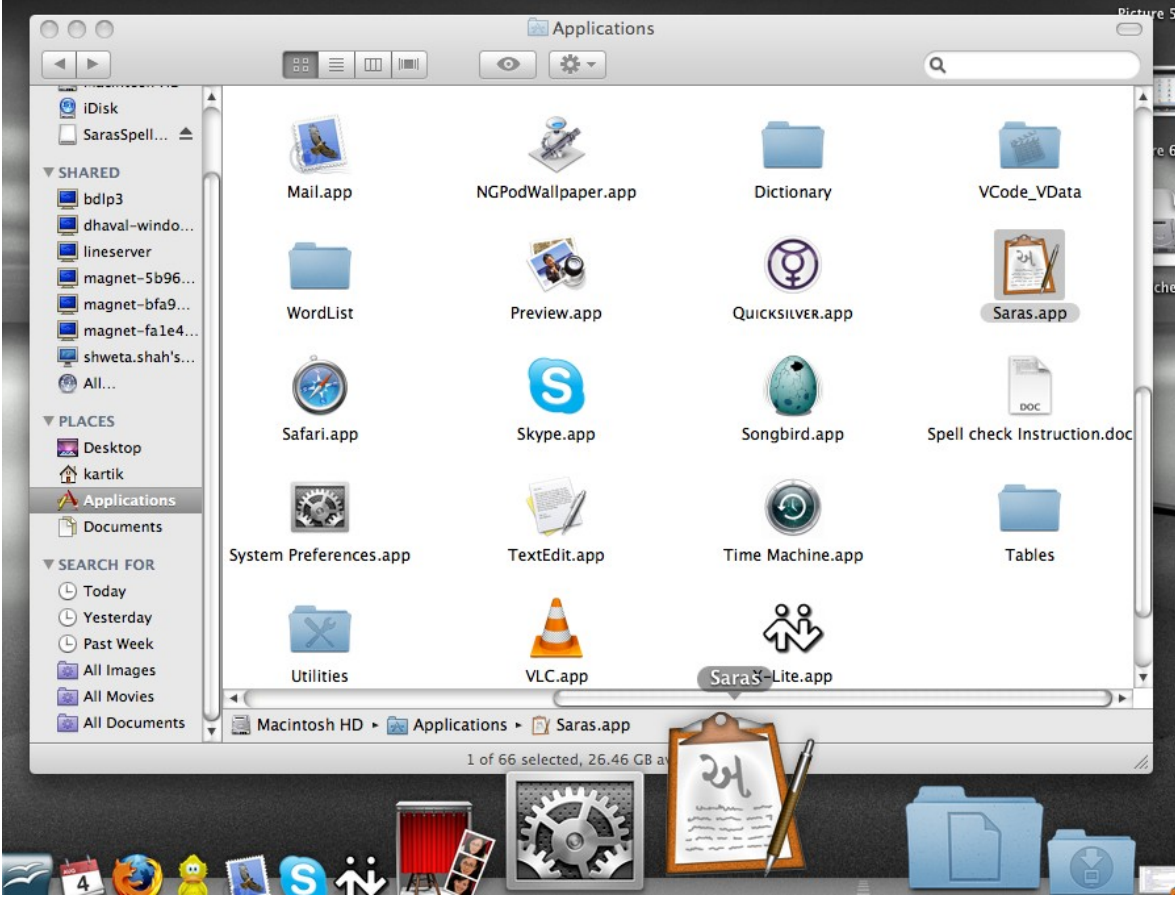 Picture 5
Applications
iDisk
SarasSpell...
SHARED
bdlp3
dhaval-windo...
lineserver
magnet-5b96...
magnet-bfa9...
magnet-fa1e4...
shweta.shah's...
All...
PLACES
Desktop
kartik
Applications
Documents
SEARCH FOR
Today
Yesterday
Past Week
All Images
All Movies
All Documents
Mail.app
NGPodWallpaper.app
Dictionary
VCode_VData
WordList
Preview.app
Quicksilver.app
અ
Saras.app
Safari.app
Skype.app
Songbird.app
DOC
Spell check Instruction.doc
System Preferences.app
TextEdit.app
Time Machine.app
Tables
Utilities
VLC.app
-Lite.app
Saras
Macintosh HD ▸ Applications ▸ Saras.app
1 of 66 selected, 26.46 GB
અ
4